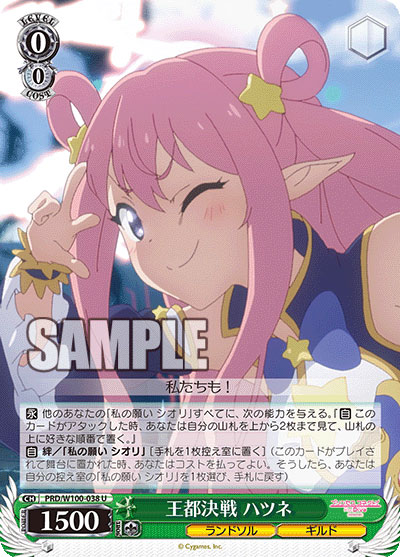 LEVEL
0
0
COST
SAMPLE
私たちも!
永 他のあなたの「私の願い シオリ」すべてに、次の能力を与える。『自 この
カードがアタックした時、あなたは自分の山札を上から2枚まで見て、山札
の上に好きな順番で置く。』
自 絆/「私の願い シオリ」 [手札を1枚控え室に置く] (このカードがプレイされ
て舞台に置かれた時、あなたはコストを払ってよい。そうしたら、あなたは
自分の控え室の「私の願い シオリ」を1枚選び、手札に戻す)
CH PRD/W100-038 U
1500
王都決戦 ハツネ
ランドソル
ギルド
© Cygames, Inc.